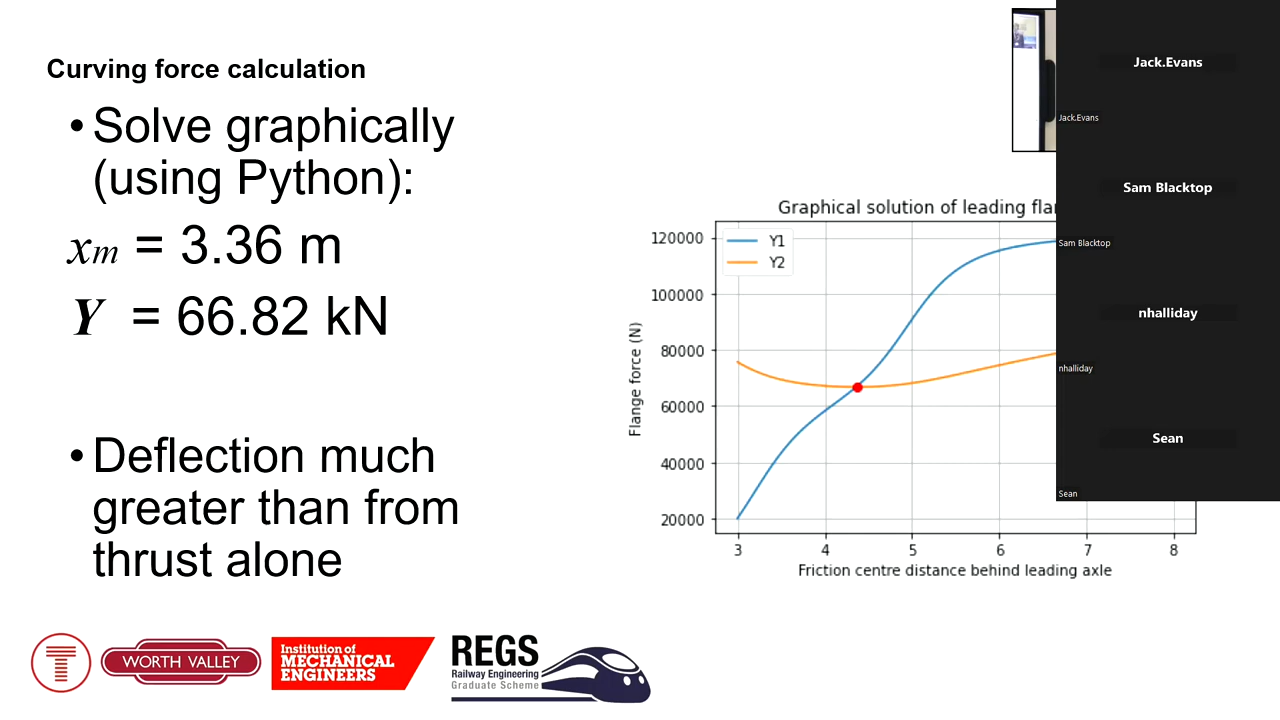 Curving force calculation
• Solve graphically
(using Python):
xm = 3.36 m
Y = 66.82 kN
• Deflection much
greater than from
thrust alone
Graphical solution of leading
Y1
Y2
120000
100000
80000
60000
40000
20000
Flange force (N)
3 4 5 6 7 8
Friction centre distance behind leading axle
Jack.Evans
Jack.Evans
Sam Blacktop
Sam Blacktop
nhalliday
nhalliday
Sean
Sean
T
WORTH VALLEY
Institution of
MECHANICAL
ENGINEERS
REGS
Railway Engineering
Graduate Scheme